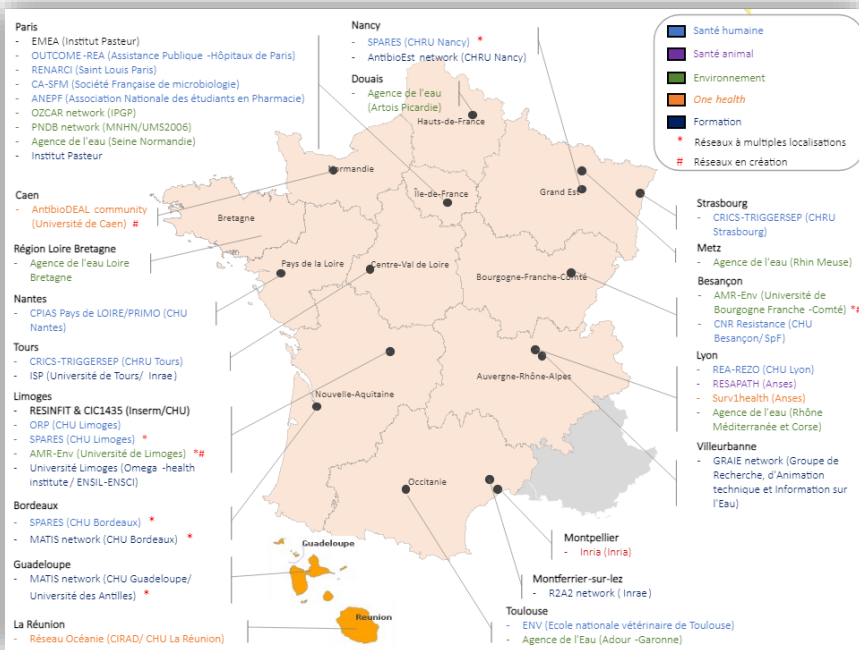 Paris
- EMEA (Institut Pasteur)
- OUTCOME-REA (Assistance Publique -Hôpitaux de Paris)
- RENARCI (Saint Louis Paris)
- CA-SFM (Société Française de microbiologie)
- ANEPF (Association Nationale des étudiants en Pharmacie)
- OZCAR network (IPGP)
- PNDB network (MNHN/UMS2006)
- Agence de l'eau (Seine Normandie)
- Institut Pasteur
Caen
- AntibioDEAL community
(Université de Caen) #
Région Loire Bretagne
- Agence de l'eau Loire
Bretagne
Nantes
- CPIAS Pays de LOIRE/PRIMO (CHU
Nantes)
Tours
- CRICS-TRIGGERSEP (CHRU Tours)
- ISP (Université de Tours/ Inrae)
Limoges
- RESINFIT & CIC1435 (Inserm/CHU)
- ORP (CHU Limoges)
- SPARES (CHU Limoges) *
- AMR-Env (Université de Limoges) *#
- Université Limoges (Omega -health
institute / ENSIL-ENSCI)
Bordeaux
- SPARES (CHU Bordeaux) *
- MATIS network (CHU Bordeaux) *
Guadeloupe
- MATIS network (CHU Guadeloupe/
Université des Antilles) *
La Réunion
- Réseau Océanie (CIRAD/ CHU La Réunion)
Nancy
- SPARES (CHRU Nancy) *
- AntibioEst network (CHRU Nancy)
Douais
- Agence de l'eau
(Artois Picardie)
Hauts-de-France
Normandie
Île-de-France
Grand Est
Bretagne
Pays de la Loire
Centre-Val de Loire
Bourgogne-Franche-Comté
Nouvelle-Aquitaine
Auvergne-Rhône-Alpes
Occitanie
Guadeloupe
Reunion
Santé humaine
Santé animal
Environnement
One health
Formation
* Réseaux à multiples localisations
# Réseaux en création
Strasbourg
- CRICS-TRIGGERSEP (CHRU
Strasbourg)
Metz
- Agence de l'eau (Rhin Meuse)
Besançon
- AMR-Env (Université de
Bourgogne Franche -Comté) *#
- CNR Resistance (CHU
Besançon/ SpF)
Lyon
- REA-REZO (CHU Lyon)
- RESAPATH (Anses)
- Surv1health (Anses)
- Agence de l'eau (Rhône
Méditerranée et Corse)
Villeurbanne
- GRAIE network (Groupe de
Recherche, d'Animation
technique et Information sur
l'Eau)
Montpellier
- Inria (Inria)
Montferrier-sur-lez
- R2A2 network ( Inrae)
Toulouse
- ENV (Ecole nationale vétérinaire de Toulouse)
- Agence de l'Eau (Adour -Garonne)